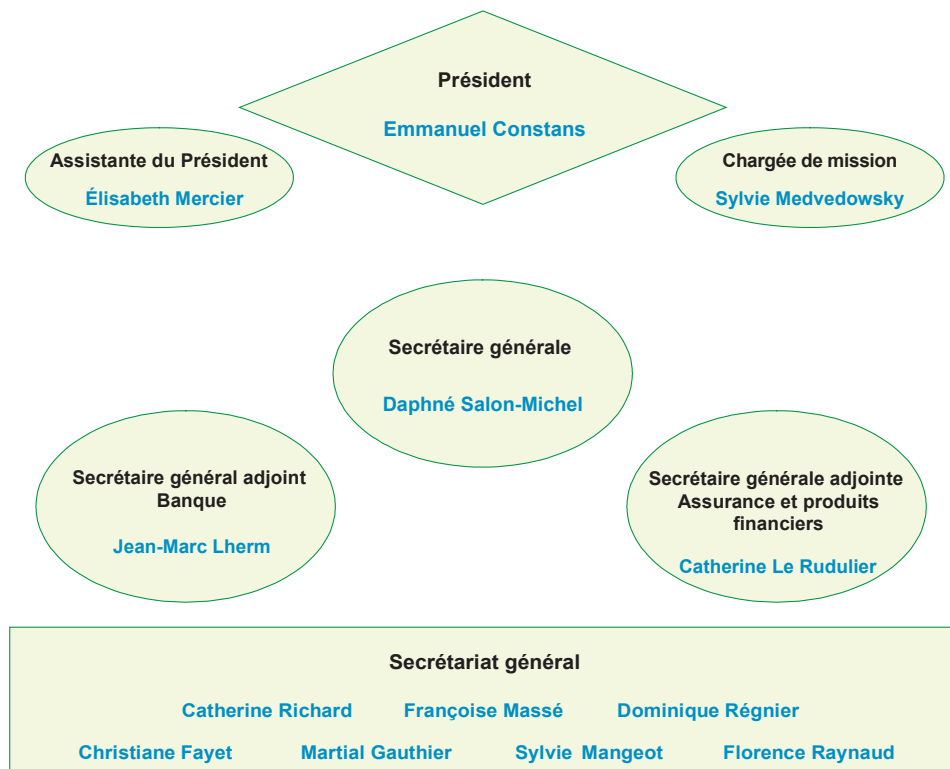 Président
Emmanuel Constans
Assistante du Président
Élisabeth Mercier
Chargée de mission
Sylvie Medvedowsky
Secrétaire générale
Daphné Salon-Michel
Secrétaire général adjoint
Banque
Jean-Marc Lherm
Secrétaire générale adjointe
Assurance et produits
financiers
Catherine Le Rudulier
Secrétariat général
Catherine Richard Françoise Massé Dominique Régnier
Christiane Fayet Martial Gauthier Sylvie Mangeot Florence Raynaud